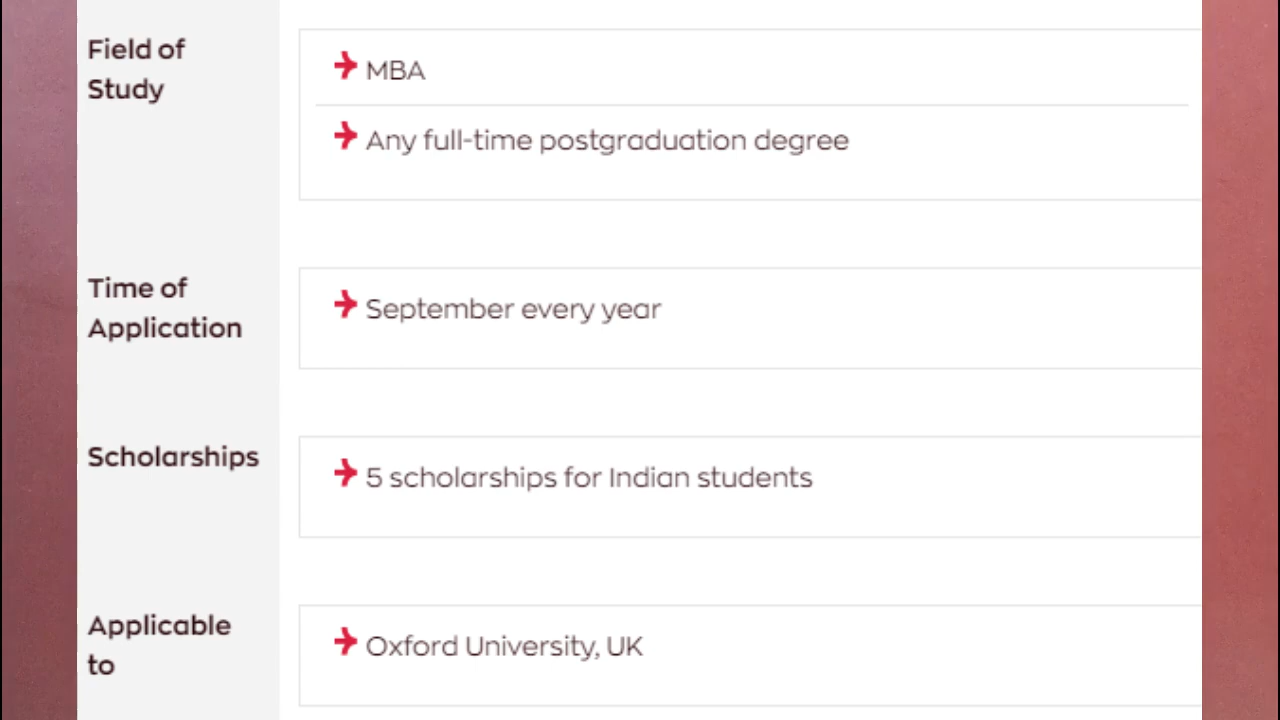 Field of
Study
MBA
Any full-time postgraduation degree
Time of
Application
September every year
Scholarships
5 scholarships for Indian students
Applicable
to
Oxford University, UK